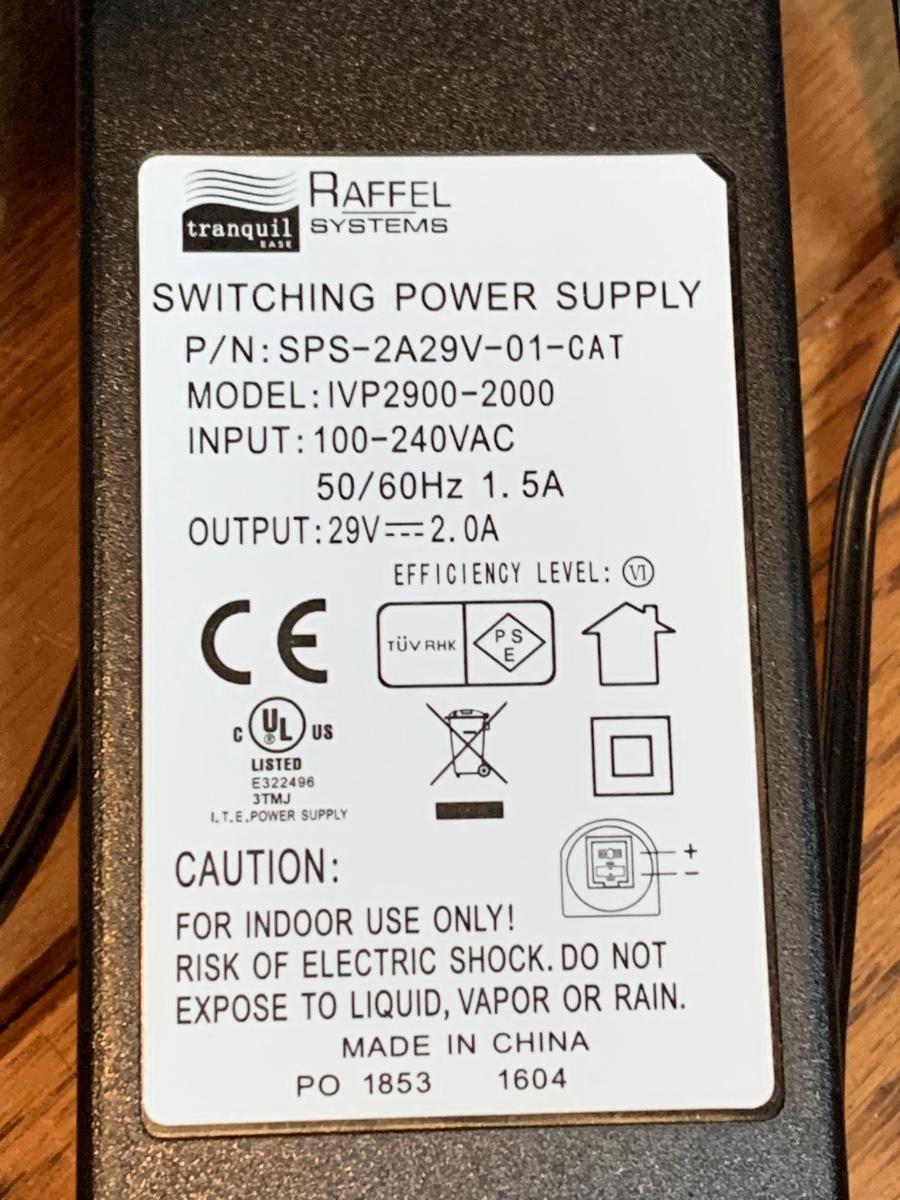 tranquil
EASE
RAFFEL
SYSTEMS
SWITCHING POWER SUPPLY
P/N:SPS-2A29V-01-CAT
MODEL:IVP2900-2000
INPUT:100-240VAC
50/60Hz 1.5A
OUTPUT:29V⎓2.0A
EFFICIENCY LEVEL: VI
CE
TÜV RHK
PS
E
C UL® US
LISTED
E322496
3TMJ
I.T.E.POWER SUPPLY
+
-
CAUTION:
FOR INDOOR USE ONLY!
RISK OF ELECTRIC SHOCK.DO NOT
EXPOSE TO LIQUID,VAPOR OR RAIN.
MADE IN CHINA
PO 1853 1604